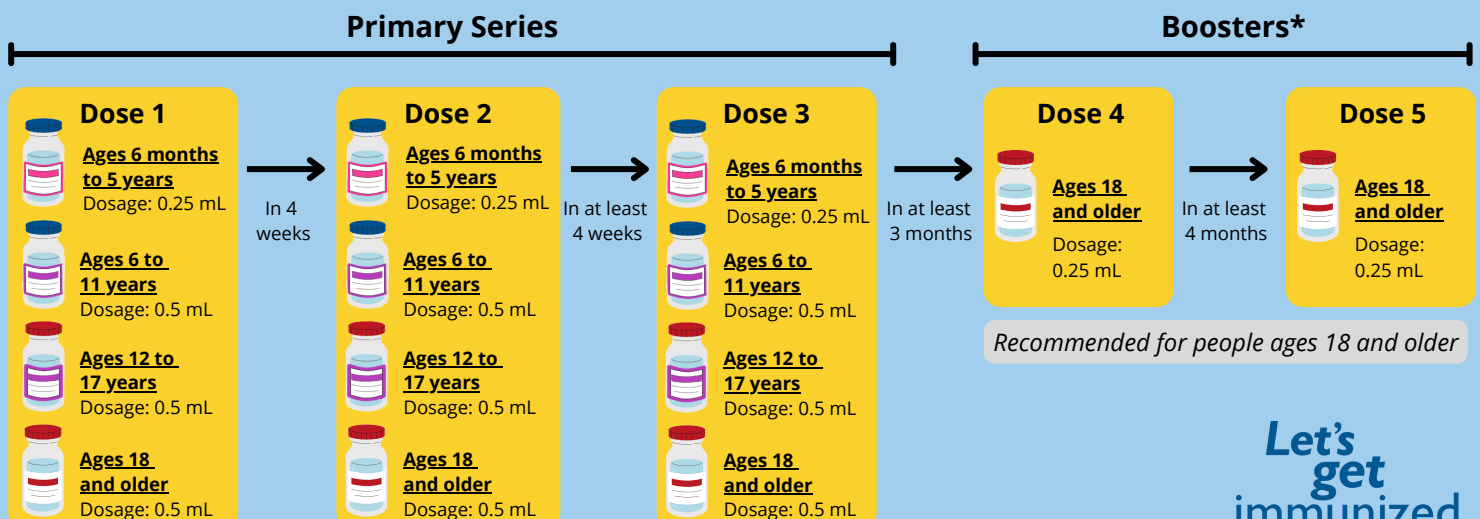 Primary Series
Boosters*
Dose 1
Ages 6 months
to 5 years
Dosage: 0.25 mL
Ages 6 to
11 years
Dosage: 0.5 mL
Ages 12 to
17 years
Dosage: 0.5 mL
Ages 18
and older
Dosage: 0.5 mL
In 4
weeks
Dose 2
Ages 6 months
to 5 years
Dosage: 0.25 mL
Ages 6 to
11 years
Dosage: 0.5 mL
Ages 12 to
17 years
Dosage: 0.5 mL
Ages 18
and older
Dosage: 0.5 mL
In at least
4 weeks
Dose 3
Ages 6 months
to 5 years
Dosage: 0.25 mL
Ages 6 to
11 years
Dosage: 0.5 mL
Ages 12 to
17 years
Dosage: 0.5 mL
Ages 18
and older
Dosage: 0.5 mL
In at least
3 months
Dose 4
Ages 18
and older
Dosage:
0.25 mL
In at least
4 months
Dose 5
Ages 18
and older
Dosage:
0.25 mL
Recommended for people ages 18 and older
Let's
get
immunized